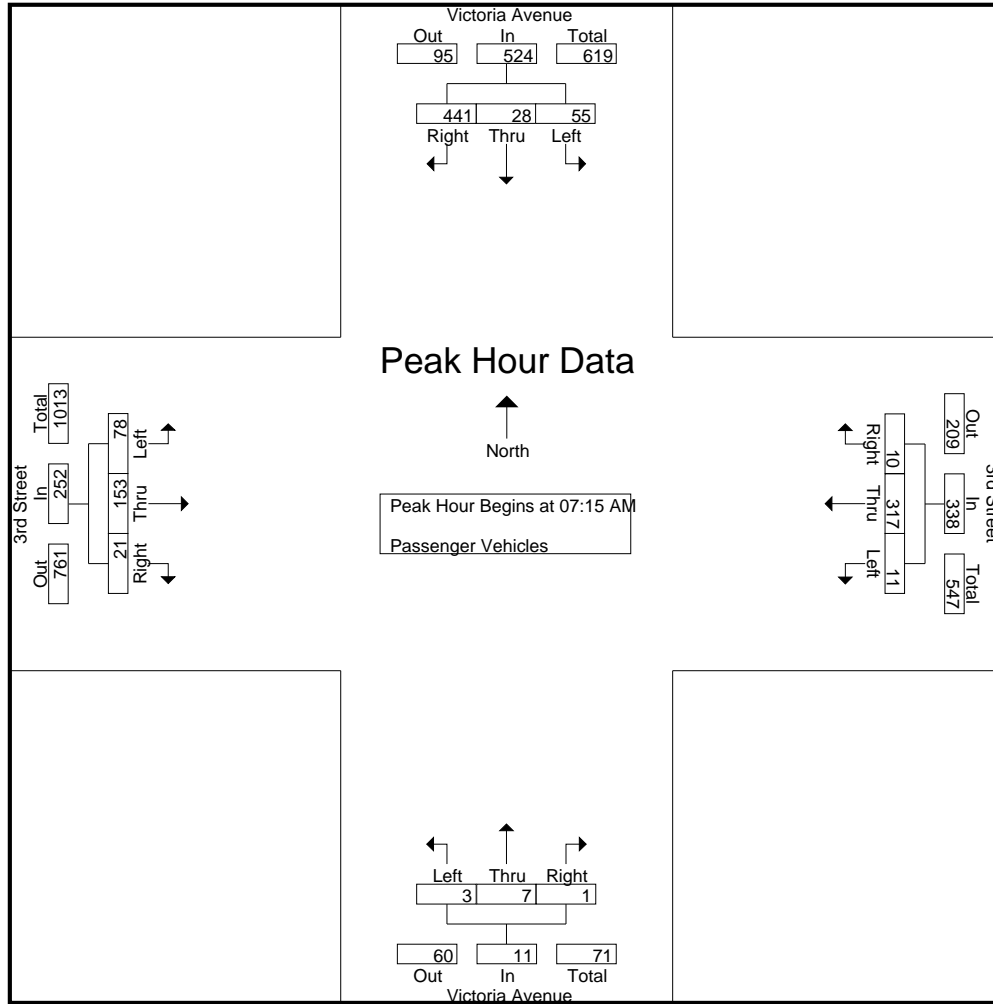 Victoria Avenue
Out In Total
95 524 619
441 28 55
Right Thru Left
Peak Hour Data
North
Peak Hour Begins at 07:15 AM
Passenger Vehicles
3rd Street
Total In Out
1013 252 761
78 153 21
Left Thru Right
Right Thru Left
10 317 11
Out In Total
209 338 547
3rd Street
Left Thru Right
3 7 1
60 11 71
Out In Total
Victoria Avenue